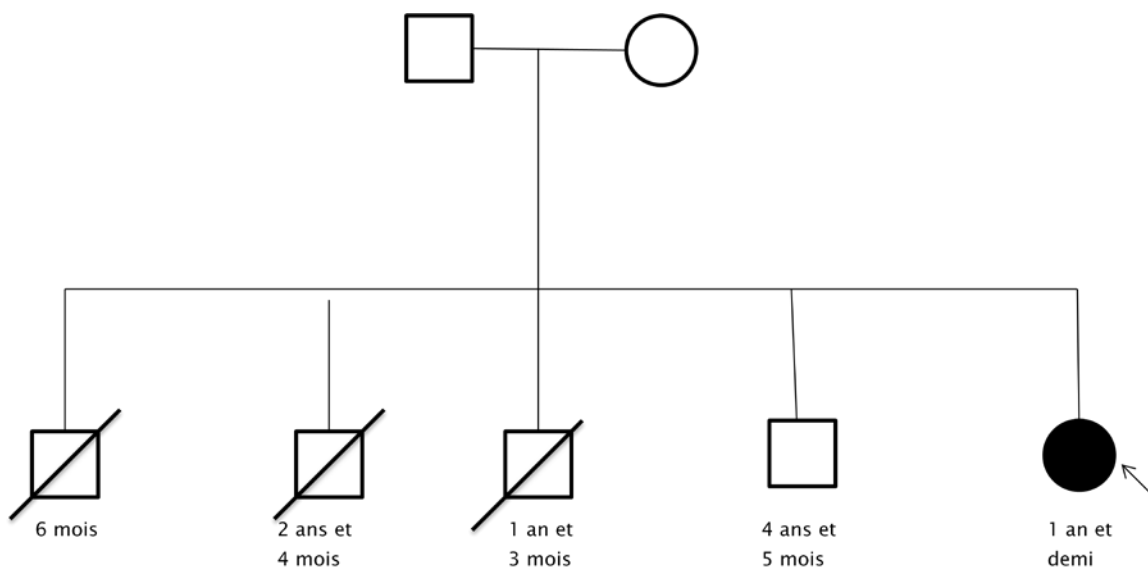 6 mois
2 ans et
4 mois
1 an et
3 mois
4 ans et
5 mois
1 an et
demi